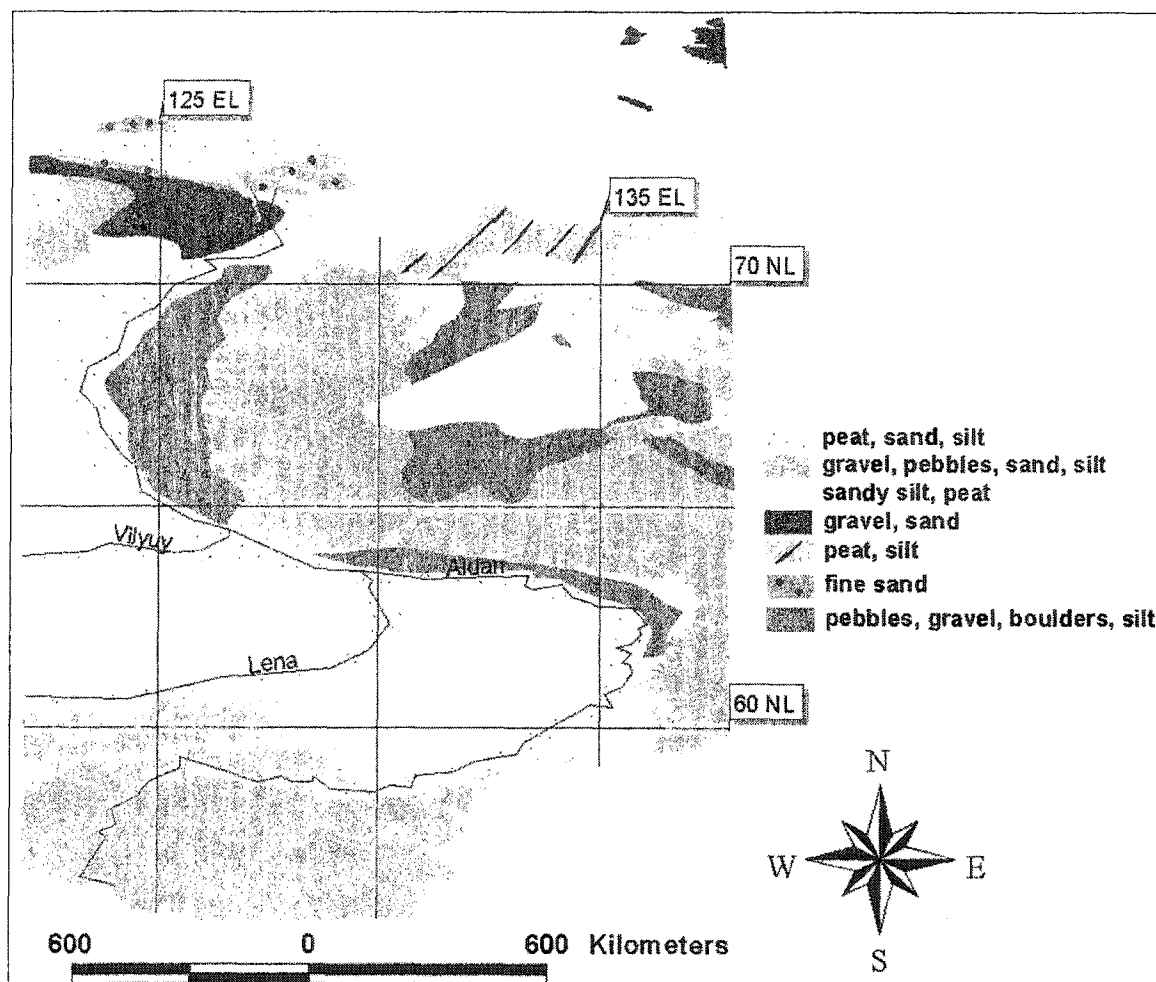 125 EL
135 EL
70 NL
peat, sand, silt
gravel, pebbles, sand, silt
sandy silt, peat
gravel, sand
peat, silt
fine sand
pebbles, gravel, boulders, silt
Vilyuy
Aldan
Lena
60 NL
N
W E
S
600 0 600 Kilometers